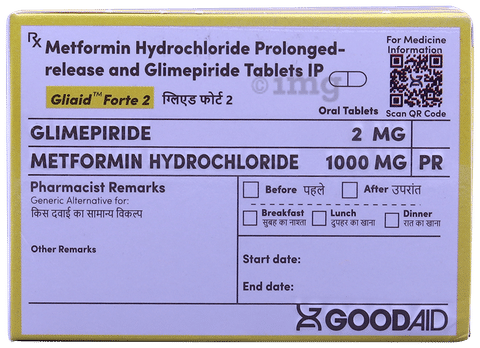 Rx Metformin Hydrochloride Prolonged-
release and Glimepiride Tablets IP
Gliaid™ Forte 2 ग्लिएड फोर्ट 2
Oral Tablets
For Medicine
Information
Scan QR Code
GLIMEPIRIDE 2 MG
METFORMIN HYDROCHLORIDE 1000 MG PR
Pharmacist Remarks
Generic Alternative for:
किस दवाई का सामान्य विकल्प
Other Remarks
Before पहले After उपरांत
Breakfast Lunch Dinner
सुबह का नाश्ता दुपहर का खाना रात का खाना
Start date:
End date:
GOODAID
© img